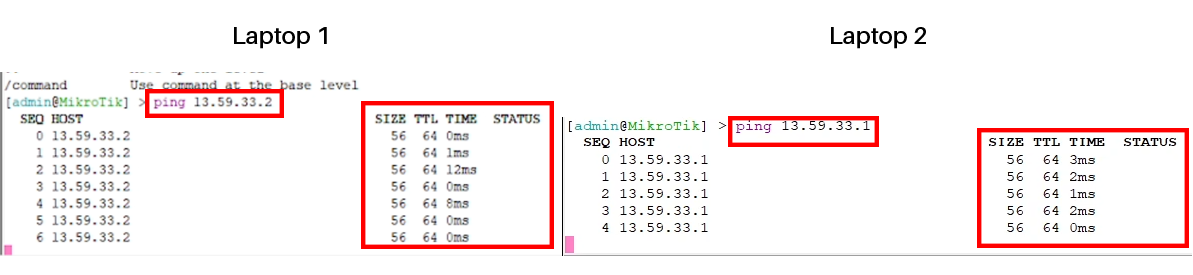 Laptop 1
/command Use command at the base level
[admin@MikroTik] > ping 13.59.33.2
SEQ HOST SIZE TTL TIME STATUS
0 13.59.33.2 56 64 0ms
1 13.59.33.2 56 64 1ms
2 13.59.33.2 56 64 12ms
3 13.59.33.2 56 64 0ms
4 13.59.33.2 56 64 8ms
5 13.59.33.2 56 64 0ms
6 13.59.33.2 56 64 0ms
Laptop 2
[admin@MikroTik] > ping 13.59.33.1
SEQ HOST SIZE TTL TIME STATUS
0 13.59.33.1 56 64 3ms
1 13.59.33.1 56 64 2ms
2 13.59.33.1 56 64 1ms
3 13.59.33.1 56 64 2ms
4 13.59.33.1 56 64 0ms